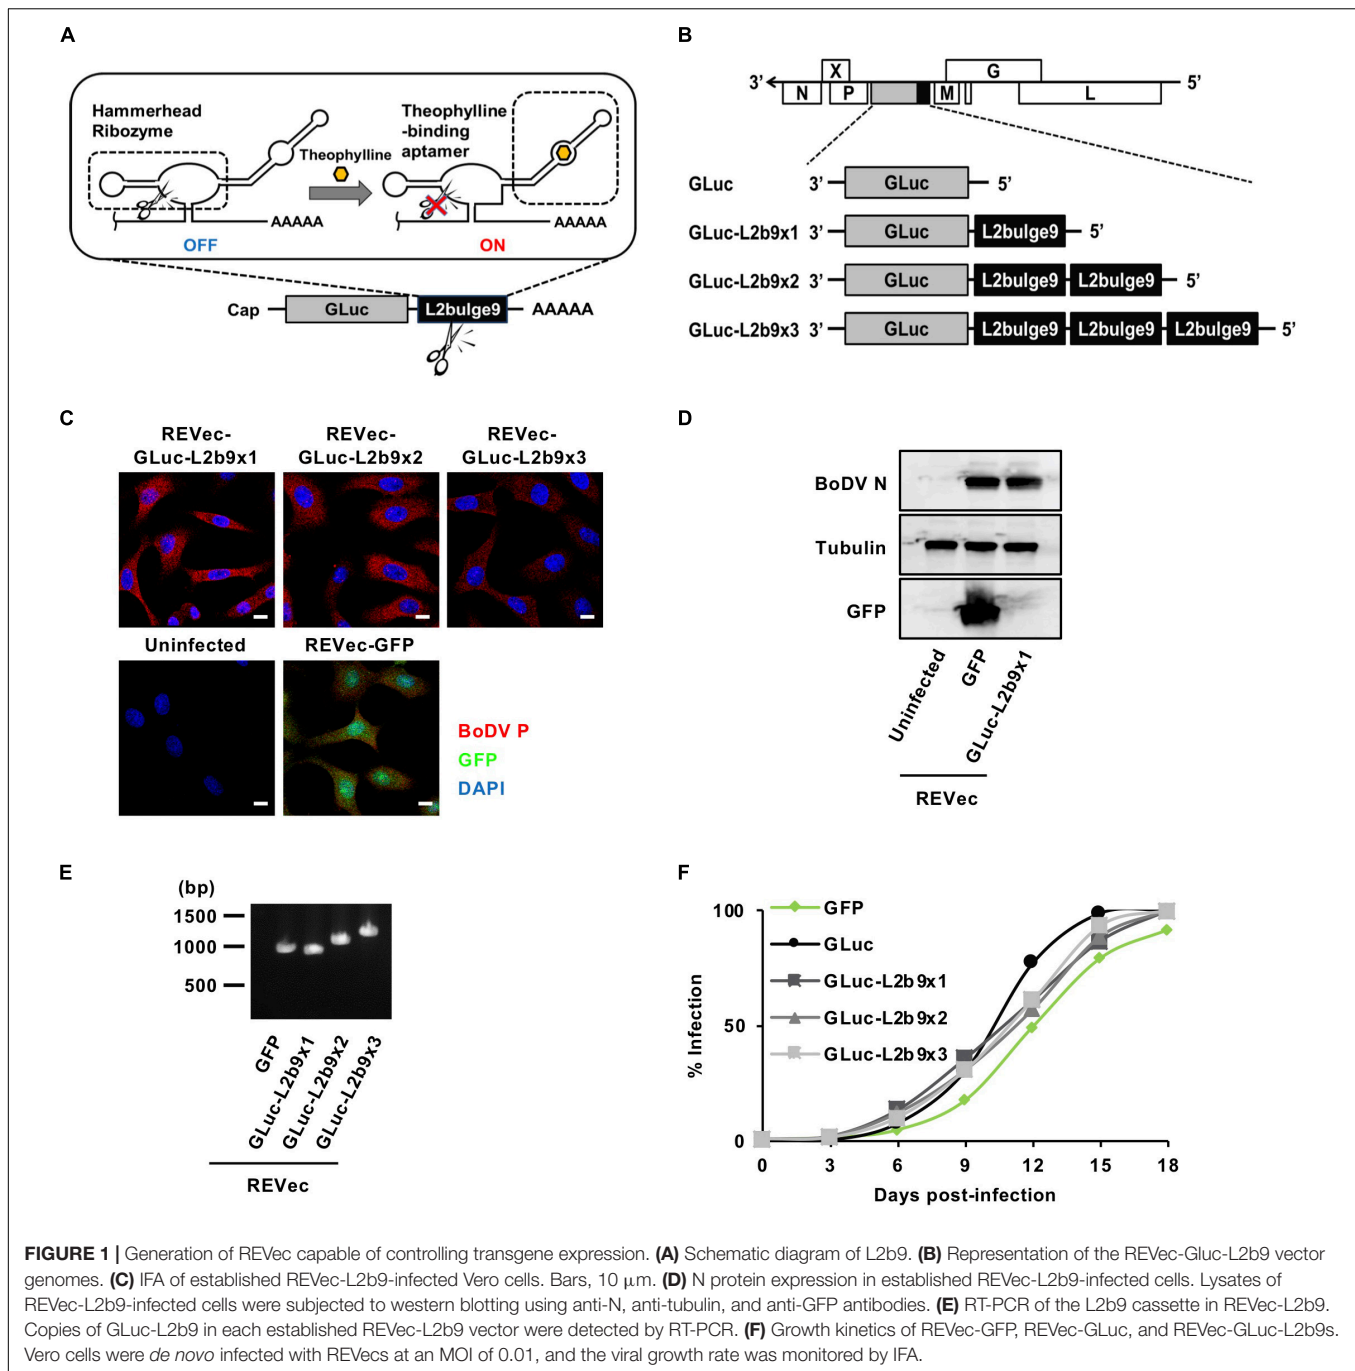 A
Hammerhead
Ribozyme
Theophylline
Theophylline
-binding
aptamer
AAAAA
AAAAA
OFF
ON
Cap
GLuc
L2bulge9
AAAAA
B
3’
N
X
P
M
G
L
5’
GLuc 3’ GLuc 5’
GLuc-L2b9x1 3’ GLuc L2bulge9 5’
GLuc-L2b9x2 3’ GLuc L2bulge9 L2bulge9 5’
GLuc-L2b9x3 3’ GLuc L2bulge9 L2bulge9 L2bulge9 5’
C
REVec-
GLuc-L2b9x1
REVec-
GLuc-L2b9x2
REVec-
GLuc-L2b9x3
Uninfected
REVec-GFP
BoDV P
GFP
DAPI
D
BoDV N
Tubulin
GFP
Uninfected
GFP
GLuc-L2b9x1
REVec
E
(bp)
1500
1000
500
GFP
GLuc-L2b9x1
GLuc-L2b9x2
GLuc-L2b9x3
REVec
F
% Infection
100
50
0
GFP
GLuc
GLuc-L2b9x1
GLuc-L2b9x2
GLuc-L2b9x3
0 3 6 9 12 15 18
Days post-infection
FIGURE 1 | Generation of REVec capable of controlling transgene expression. (A) Schematic diagram of L2b9. (B) Representation of the REVec-Gluc-L2b9 vector
genomes. (C) IFA of established REVec-L2b9-infected Vero cells. Bars, 10 μm. (D) N protein expression in established REVec-L2b9-infected cells. Lysates of
REVec-L2b9-infected cells were subjected to western blotting using anti-N, anti-tubulin, and anti-GFP antibodies. (E) RT-PCR of the L2b9 cassette in REVec-L2b9.
Copies of GLuc-L2b9 in each established REVec-L2b9 vector were detected by RT-PCR. (F) Growth kinetics of REVec-GFP, REVec-GLuc, and REVec-GLuc-L2b9s.
Vero cells were de novo infected with REVecs at an MOI of 0.01, and the viral growth rate was monitored by IFA.